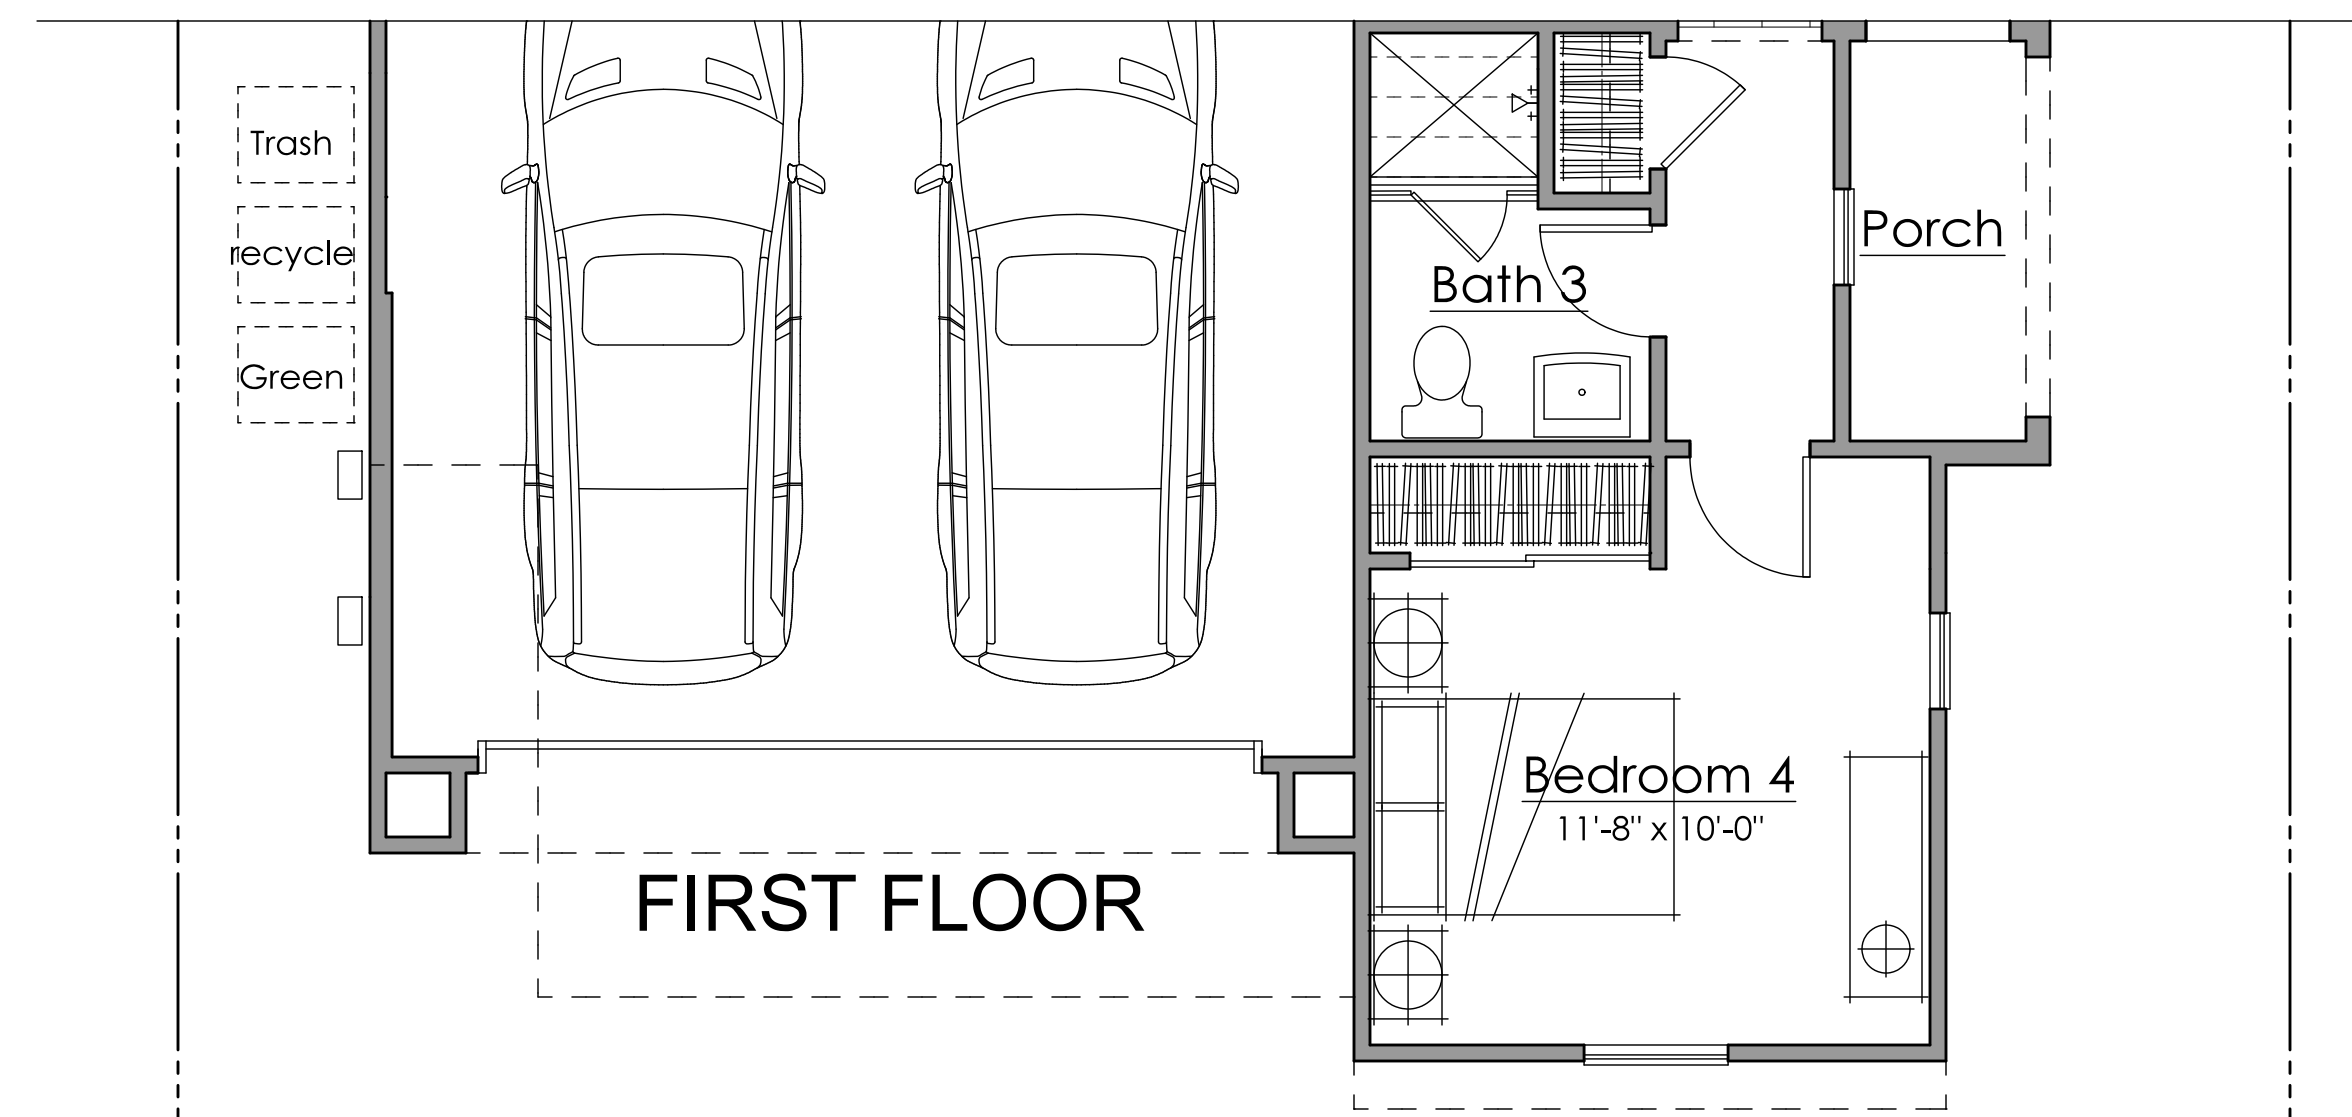 Trash
recycle
Green
Porch
Bath 3
Bedroom 4
11'-8" x 10'-0"
FIRST FLOOR